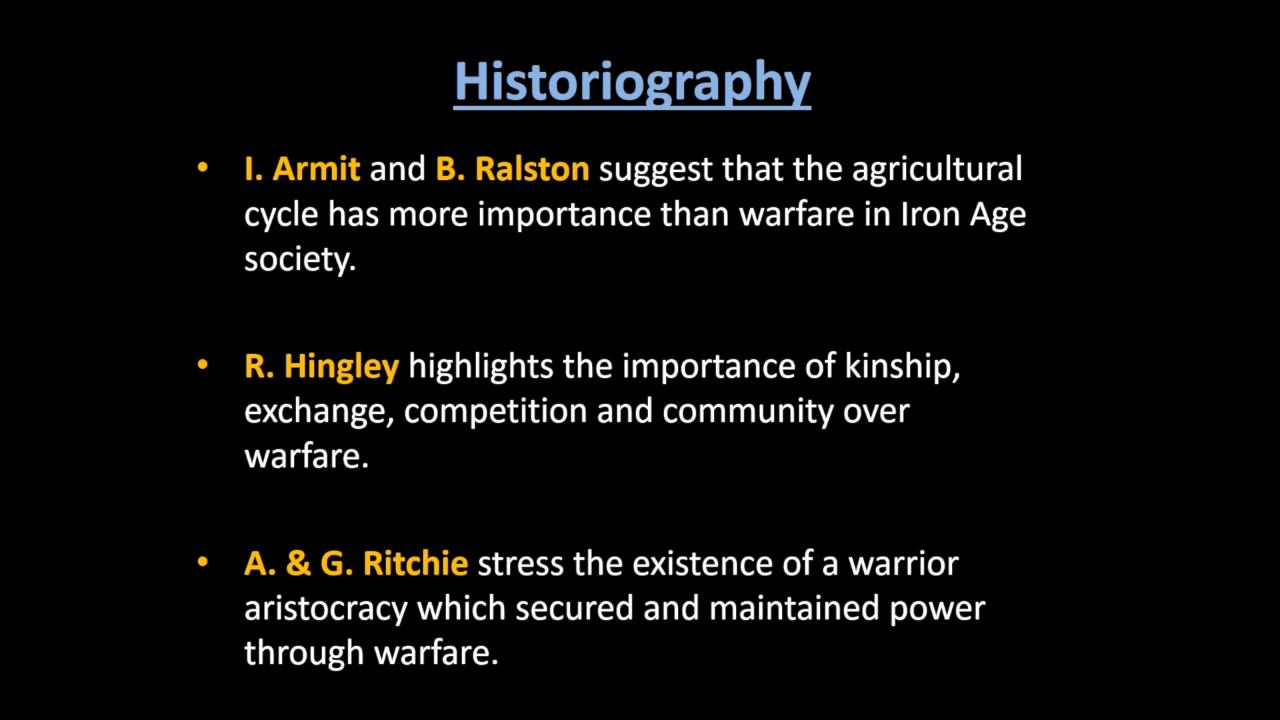 Historiography
• I. Armit and B. Ralston suggest that the agricultural
cycle has more importance than warfare in Iron Age
society.
• R. Hingley highlights the importance of kinship,
exchange, competition and community over
warfare.
• A. & G. Ritchie stress the existence of a warrior
aristocracy which secured and maintained power
through warfare.